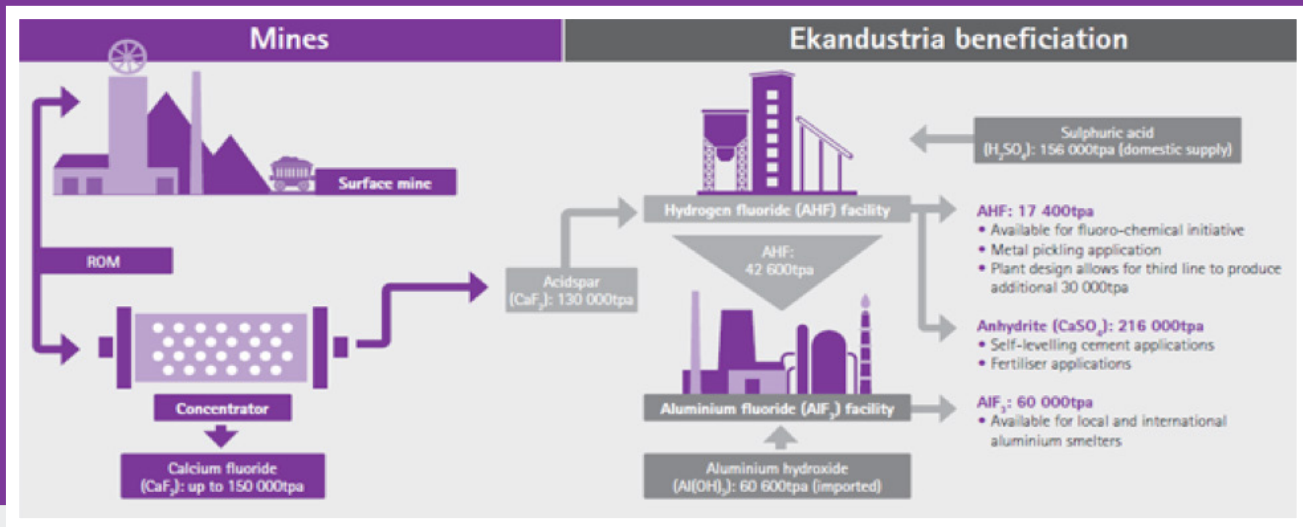 Mines
Ekandustria beneficiation
Surface mine
ROM
Concentrator
Calcium fluoride
(CaF₂): up to 150 000tpa
Acidspar
(CaF₂): 130 000tpa
Sulphuric acid
(H₂SO₄): 156 000tpa (domestic supply)
Hydrogen fluoride (AHF) facility
AHF:
42 600tpa
Aluminium fluoride (AlF₃) facility
Aluminium hydroxide
(Al(OH)₃): 60 600tpa (imported)
AHF: 17 400tpa
• Available for fluoro-chemical initiative
• Metal pickling application
• Plant design allows for third line to produce
additional 30 000tpa
Anhydrite (CaSO₄): 216 000tpa
• Self-levelling cement applications
• Fertiliser applications
AlF₃: 60 000tpa
• Available for local and international
aluminium smelters